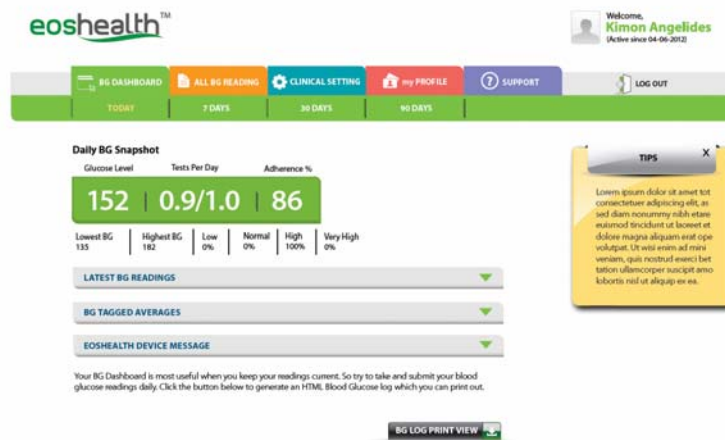 eoshealth™
Welcome,
Kimon Angelides
(Active since 04-06-2012)
BG DASHBOARD
ALL BG READING
CLINICAL SETTING
my PROFILE
? SUPPORT
LOG OUT
TODAY
7 DAYS
30 DAYS
90 DAYS
Daily BG Snapshot
Glucose Level
Tests Per Day
Adherence %
152 | 0.9/1.0 | 86
Lowest BG
135
Highest BG
182
Low
0%
Normal
0%
High
100%
Very High
0%
LATEST BG READINGS
BG TAGGED AVERAGES
EOSHEALTH DEVICE MESSAGE
Your BG Dashboard is most useful when you keep your readings current. So try to take and submit your blood
glucose readings daily. Click the button below to generate an HTML Blood Glucose log which you can print out.
BG LOG PRINT VIEW
TIPS
X
Lorem ipsum dolor sit amet tot
consectetuer adipiscing elit, as
sed diam nonummy nibh etare
euismod tincidunt ut laoreet et
dolore magna aliquam erat ope
volutpat. Ut wisi enim ad mini
veniam, quis nostrud exerci bet
tation ullamcorper suscipit amo
lobortis nisl ut aliquip ex ea.